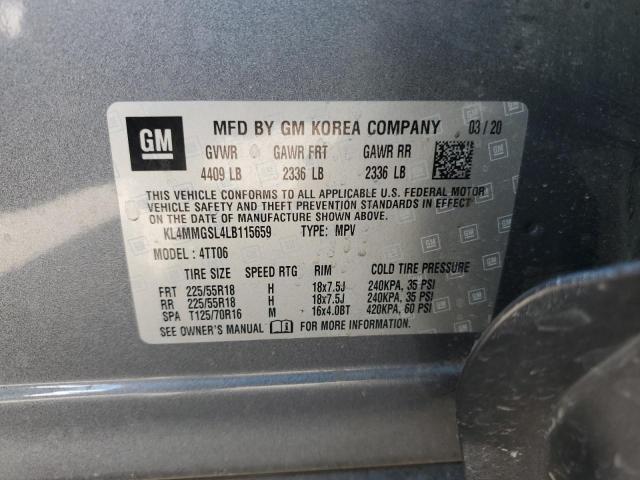 GM MFD BY GM KOREA COMPANY 03/20
GVWR GAWR FRT GAWR RR
4409 LB 2336 LB 2336 LB
THIS VEHICLE CONFORMS TO ALL APPLICABLE U.S. FEDERAL MOTOR
VEHICLE SAFETY AND THEFT PREVENTION STANDARDS IN EFFECT
ON THE DATE OF MANUFACTURE SHOWN ABOVE.
KL4MMGSL4LB115659 TYPE: MPV
MODEL: 4TT06
TIRE SIZE SPEED RTG RIM COLD TIRE PRESSURE
FRT 225/55R18 H 18x7.5J 240KPA, 35 PSI
RR 225/55R18 H 18x7.5J 240KPA, 35 PSI
SPA T125/70R16 M 16x4.0BT 420KPA, 60 PSI
SEE OWNER'S MANUAL FOR MORE INFORMATION.